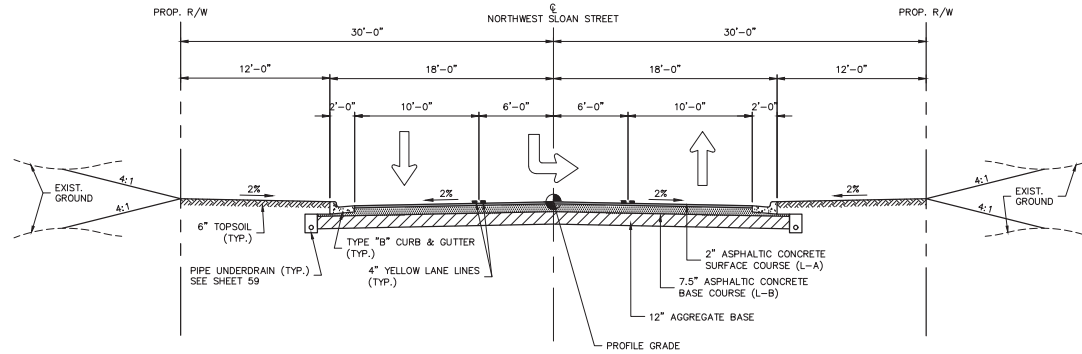 PROP. R/W
℄
NORTHWEST SLOAN STREET
PROP. R/W
30'-0"
30'-0"
12'-0"
18'-0"
18'-0"
12'-0"
2'-0"
10'-0"
6'-0"
6'-0"
10'-0"
2'-0"
4:1
4:1
EXIST.
GROUND
2%
2%
2%
2%
4:1
4:1
EXIST.
GROUND
6" TOPSOIL
(TYP.)
TYPE "B" CURB & GUTTER
(TYP.)
PIPE UNDERDRAIN (TYP.)
SEE SHEET 59
4" YELLOW LANE LINES
(TYP.)
2" ASPHALTIC CONCRETE
SURFACE COURSE (L-A)
7.5" ASPHALTIC CONCRETE
BASE COURSE (L-B)
12" AGGREGATE BASE
PROFILE GRADE